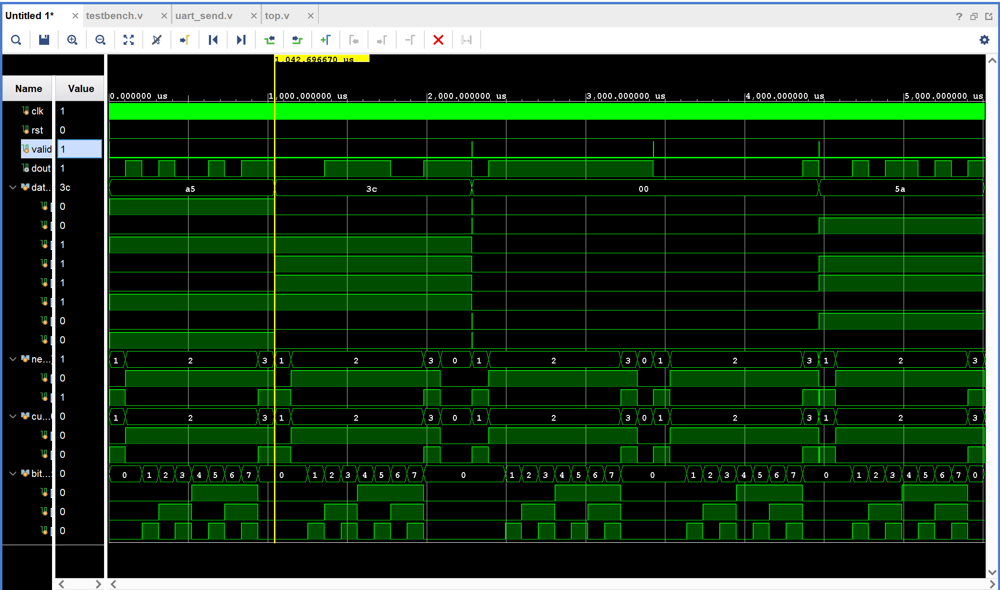 Untitled 1* testbench.v uart_send.v top.v
1,042.696670 us
Name Value
0.000000 us 1,000.000000 us 2,000.000000 us 3,000.000000 us 4,000.000000 us 5,000.000000 us
clk 1
rst 0
valid 1
dout 1
dat... 3c a5 3c 00 5a
[ 0
[ 0
[ 1
[ 1
[ 1
[ 1
[ 0
[ 0
ne... 1 1 2 3 1 2 3 0 1 2 3 0 1 2 3 1 2 3
[ 0
[ 1
cu... 0 1 2 3 1 2 3 0 1 2 3 0 1 2 3 1 2 3
[ 0
[ 0
bit... 0 0 1 2 3 4 5 6 7 0 1 2 3 4 5 6 7 0 1 2 3 4 5 6 7 0 1 2 3 4 5 6 7 0 1 2 3 4 5 6 7 0
[ 0
[ 0
[ 0